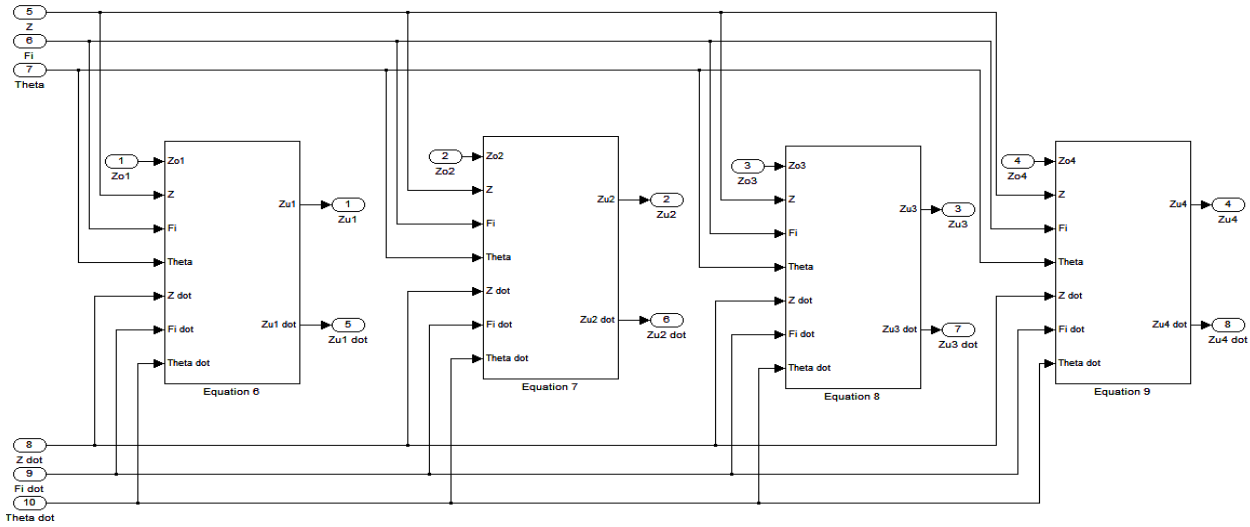 5
Z
6
Fi
7
Theta
1
Zo1
Zo1
Z
Fi
Theta
Z dot
Fi dot
Theta dot
Zu1
Zu1 dot
Equation 6
1
Zu1
5
Zu1 dot
2
Zo2
Zo2
Z
Fi
Theta
Z dot
Fi dot
Theta dot
Zu2
Zu2 dot
Equation 7
2
Zu2
6
Zu2 dot
3
Zo3
Zo3
Z
Fi
Theta
Z dot
Fi dot
Theta dot
Zu3
Zu3 dot
Equation 8
3
Zu3
7
Zu3 dot
4
Zo4
Zo4
Z
Fi
Theta
Z dot
Fi dot
Theta dot
Zu4
Zu4 dot
Equation 9
4
Zu4
8
Zu4 dot
8
Z dot
9
Fi dot
10
Theta dot